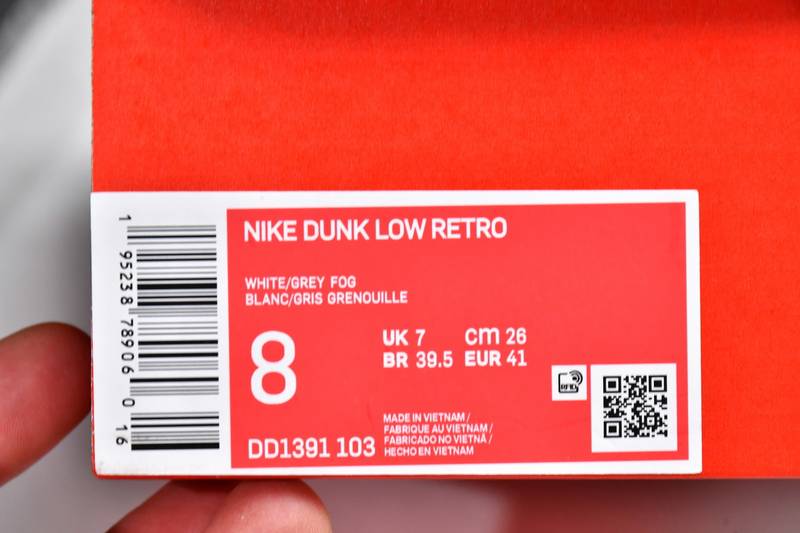 NIKE DUNK LOW RETRO
WHITE/GREY FOG
BLANC/GRIS GRENOUILLE
8
UK 7 cm 26
BR 39.5 EUR 41
DD1391 103
MADE IN VIETNAM /
FABRIQUE AU VIETNAM /
FABRICADO NO VIETNÃ /
HECHO EN VIETNAM
RFID
1 95238 78906 0 16